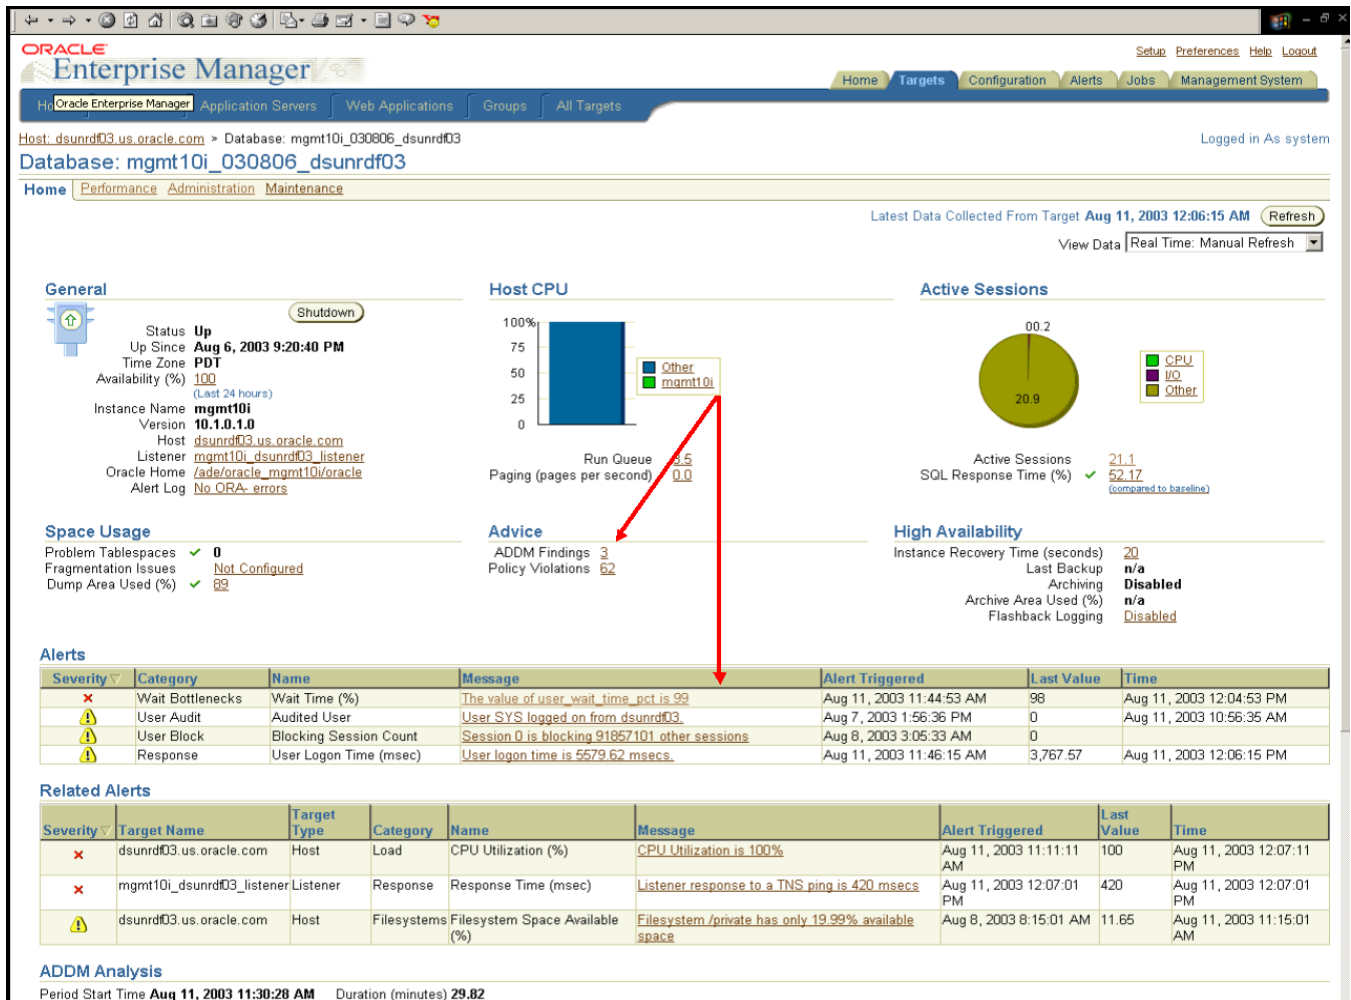 ORACLE
Enterprise Manager
Setup Preferences Help Logout
Home Targets Configuration Alerts Jobs Management System
Oracle Enterprise Manager Application Servers Web Applications Groups All Targets
Host: dsunrdf03.us.oracle.com > Database: mgmt10i_030806_dsunrdf03 Logged in As system
Database: mgmt10i_030806_dsunrdf03
Home Performance Administration Maintenance
Latest Data Collected From Target Aug 11, 2003 12:06:15 AM Refresh
View Data Real Time: Manual Refresh
General
Shutdown
Status Up
Up Since Aug 6, 2003 9:20:40 PM
Time Zone PDT
Availability (%) 100
(Last 24 hours)
Instance Name mgmt10i
Version 10.1.0.1.0
Host dsunrdf03.us.oracle.com
Listener mgmt10i_dsunrdf03_listener
Oracle Home /ade/oracle_mgmt10i/oracle
Alert Log No ORA- errors
Host CPU
100%
75
50
25
0
Other
mgmt10i
Run Queue
Paging (pages per second) 0.0
Active Sessions
00.2
20.9
CPU
I/O
Other
Active Sessions 21.1
SQL Response Time (%) 52.17
(compared to baseline)
Space Usage
Problem Tablespaces 0
Fragmentation Issues Not Configured
Dump Area Used (%) 89
Advice
ADDM Findings 3
Policy Violations 62
High Availability
Instance Recovery Time (seconds) 20
Last Backup n/a
Archiving Disabled
Archive Area Used (%) n/a
Flashback Logging Disabled
Alerts
Severity Category Name Message Alert Triggered Last Value Time
Wait Bottlenecks Wait Time (%) The value of user_wait_time_pct is 99 Aug 11, 2003 11:44:53 AM 98 Aug 11, 2003 12:04:53 PM
User Audit Audited User User SYS logged on from dsunrdf03. Aug 7, 2003 1:56:36 PM 0 Aug 11, 2003 10:56:35 AM
User Block Blocking Session Count Session 0 is blocking 91857101 other sessions Aug 8, 2003 3:05:33 AM 0
Response User Logon Time (msec) User logon time is 5579.62 msecs. Aug 11, 2003 11:46:15 AM 3,767.57 Aug 11, 2003 12:06:15 PM
Related Alerts
Severity Target Name Target Type Category Name Message Alert Triggered Last Value Time
dsunrdf03.us.oracle.com Host Load CPU Utilization (%) CPU Utilization is 100% Aug 11, 2003 11:11:11 AM 100 Aug 11, 2003 12:07:11 PM
mgmt10i_dsunrdf03_listener Listener Response Response Time (msec) Listener response to a TNS ping is 420 msecs Aug 11, 2003 12:07:01 PM 420 Aug 11, 2003 12:07:01 PM
dsunrdf03.us.oracle.com Host Filesystems Filesystem Space Available (%) Filesystem /private has only 19.99% available space Aug 8, 2003 8:15:01 AM 11.65 Aug 11, 2003 11:15:01 AM
ADDM Analysis
Period Start Time Aug 11, 2003 11:30:28 AM Duration (minutes) 29.82